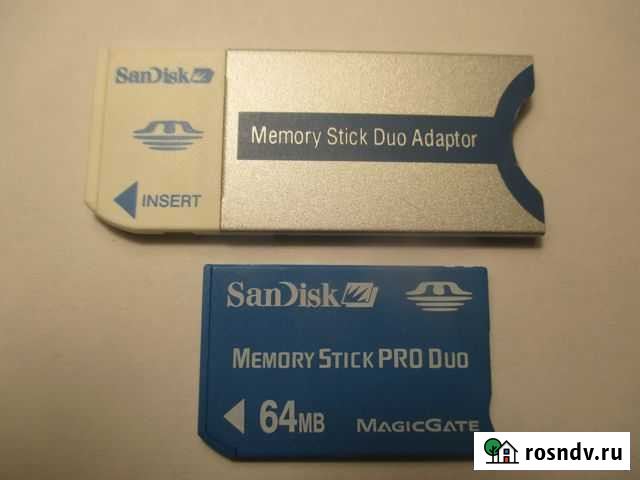 SanDisk
INSERT
Memory Stick Duo Adaptor
SanDisk
MEMORY STICK PRO DUO
64MB MAGICGATE
rosndv.ru